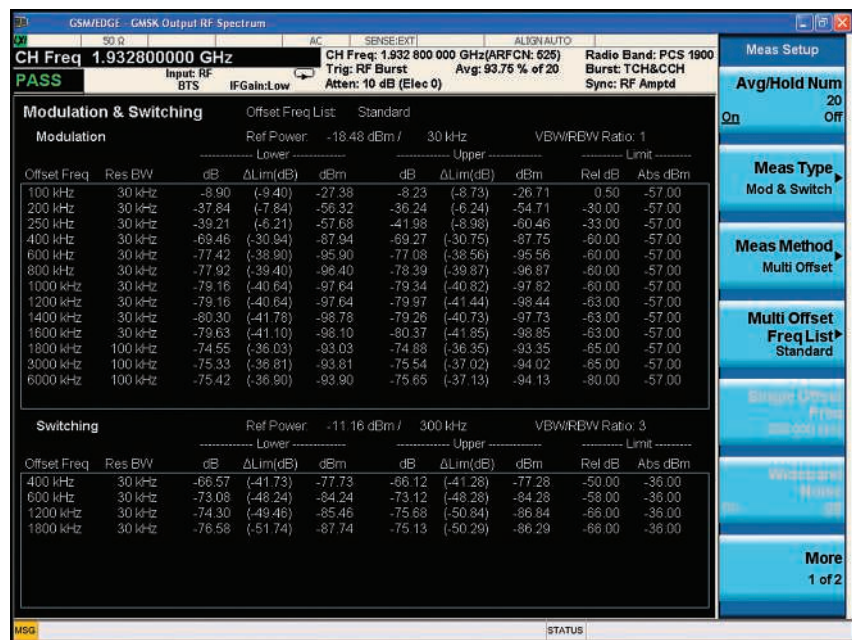 GSM/EDGE - GMSK Output RF Spectrum
50 Ω AC SENSE:EXT ALIGN AUTO
CH Freq 1.932800000 GHz
CH Freq: 1.932 800 000 GHz(ARFCN: 525) Radio Band: PCS 1900
PASS
Input: RF
BTS IFGain:Low
Trig: RF Burst Avg: 93.75 % of 20 Burst: TCH&CCH
Atten: 10 dB (Elec 0) Sync: RF Amptd
Modulation & Switching Offset Freq List: Standard
Modulation Ref Power: -18.48 dBm / 30 kHz VBW/RBW Ratio: 1
------------- Lower ------------- ------------- Upper ------------- ---------- Limit ---------
Offset Freq Res BW dB ΔLim(dB) dBm dB ΔLim(dB) dBm Rel dB Abs dBm
100 kHz 30 kHz -8.90 (-9.40) -27.38 -8.23 (-8.73) -26.71 0.50 -57.00
200 kHz 30 kHz -37.84 (-7.84) -56.32 -36.24 (-6.24) -54.71 -30.00 -57.00
250 kHz 30 kHz -39.21 (-6.21) -57.68 -41.98 (-8.98) -60.46 -33.00 -57.00
400 kHz 30 kHz -69.46 (-30.94) -87.94 -69.27 (-30.75) -87.75 -60.00 -57.00
600 kHz 30 kHz -77.42 (-38.90) -95.90 -77.08 (-38.56) -95.56 -60.00 -57.00
800 kHz 30 kHz -77.92 (-39.40) -96.40 -78.39 (-39.87) -96.87 -60.00 -57.00
1000 kHz 30 kHz -79.16 (-40.64) -97.64 -79.34 (-40.82) -97.82 -60.00 -57.00
1200 kHz 30 kHz -79.16 (-40.64) -97.64 -79.97 (-41.44) -98.44 -63.00 -57.00
1400 kHz 30 kHz -80.30 (-41.78) -98.78 -79.26 (-40.73) -97.73 -63.00 -57.00
1600 kHz 30 kHz -79.63 (-41.10) -98.10 -80.37 (-41.85) -98.85 -63.00 -57.00
1800 kHz 100 kHz -74.55 (-36.03) -93.03 -74.88 (-36.35) -93.35 -65.00 -57.00
3000 kHz 100 kHz -75.33 (-36.81) -93.81 -75.54 (-37.02) -94.02 -65.00 -57.00
6000 kHz 100 kHz -75.42 (-36.90) -93.90 -75.65 (-37.13) -94.13 -80.00 -57.00
Switching Ref Power: -11.16 dBm / 300 kHz VBW/RBW Ratio: 3
------------- Lower ------------- ------------- Upper ------------- ---------- Limit ---------
Offset Freq Res BW dB ΔLim(dB) dBm dB ΔLim(dB) dBm Rel dB Abs dBm
400 kHz 30 kHz -66.57 (-41.73) -77.73 -66.12 (-41.28) -77.28 -50.00 -36.00
600 kHz 30 kHz -73.08 (-48.24) -84.24 -73.12 (-48.28) -84.28 -58.00 -36.00
1200 kHz 30 kHz -74.30 (-49.46) -85.46 -75.68 (-50.84) -86.84 -66.00 -36.00
1800 kHz 30 kHz -76.58 (-51.74) -87.74 -75.13 (-50.29) -86.29 -66.00 -36.00
MSG STATUS
Meas Setup
Avg/Hold Num
20
On Off
Meas Type
Mod & Switch
Meas Method
Multi Offset
Multi Offset
Freq List
Standard
Single Offset
Freq
Wideband
Noise
More
1 of 2